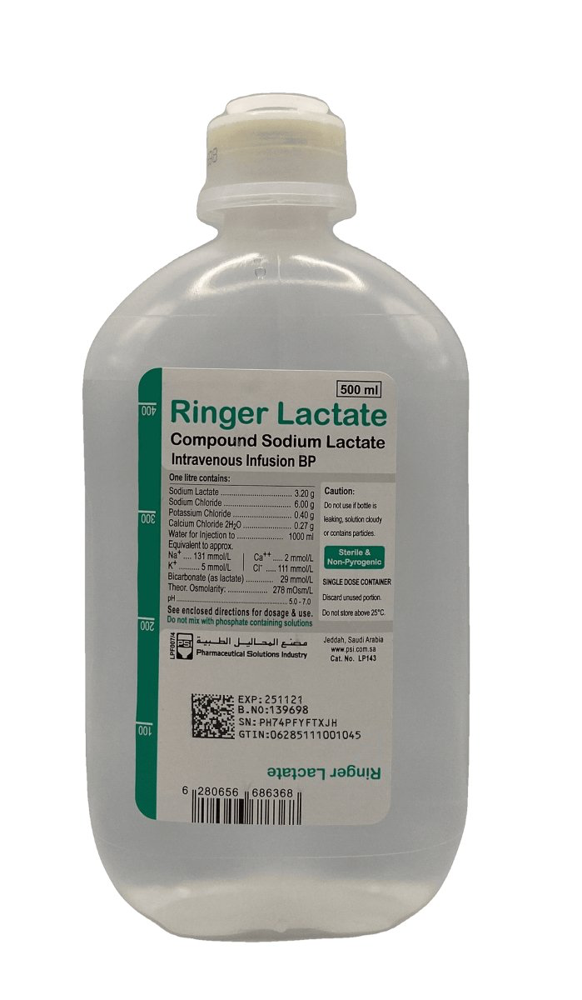 500 ml
Ringer Lactate
Compound Sodium Lactate
Intravenous Infusion BP
One litre contains:
Sodium Lactate ................................ 3.20 g
Sodium Chloride ............................... 6.00 g
Potassium Chloride ........................... 0.40 g
Calcium Chloride 2H₂O ..................... 0.27 g
Water for Injection to ..................... 1000 ml
Equivalent to approx.
Na⁺ .... 131 mmol/L | Ca⁺⁺ ..... 2 mmol/L
K⁺ .......... 5 mmol/L | Cl⁻ ..... 111 mmol/L
Bicarbonate (as lactate) ............ 29 mmol/L
Theor. Osmolarity: .................. 278 mOsm/L
pH .................................................. 5.0 - 7.0
See enclosed directions for dosage & use.
Do not mix with phosphate containing solutions
Caution:
Do not use if bottle is
leaking, solution cloudy
or contains particles.
Sterile &
Non-Pyrogenic
SINGLE DOSE CONTAINER
Discard unused portion.
Do not store above 25°C.
400
300
200
100
LPF007/4
PSI
مصنع المحاليل الطبية
Pharmaceutical Solutions Industry
Jeddah, Saudi Arabia
www.psi.com.sa
Cat. No. LP143
EXP:251121
B.NO:139698
SN:PH74PFYFTXJH
GTIN:06285111001045
Ringer Lactate
6 280656 686368